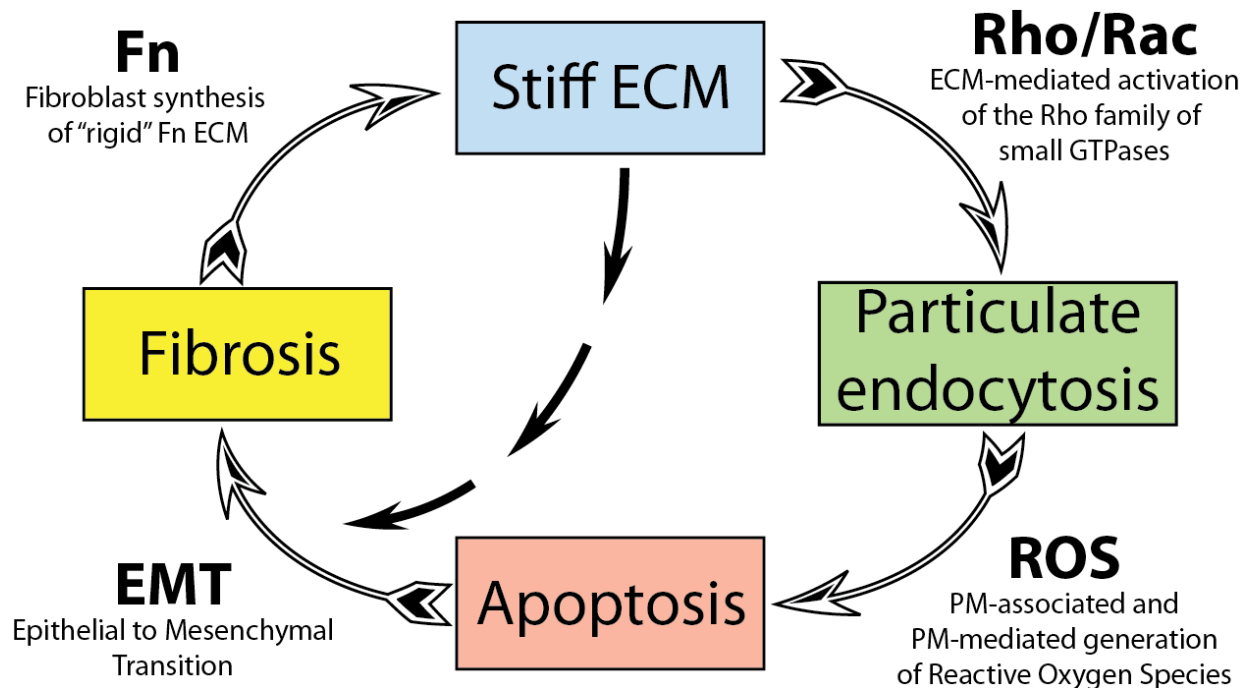 Fn
Fibroblast synthesis
of “rigid” Fn ECM
Stiff ECM
Rho/Rac
ECM-mediated activation
of the Rho family of
small GTPases
Fibrosis
Particulate
endocytosis
EMT
Epithelial to Mesenchymal
Transition
Apoptosis
ROS
PM-associated and
PM-mediated generation
of Reactive Oxygen Species